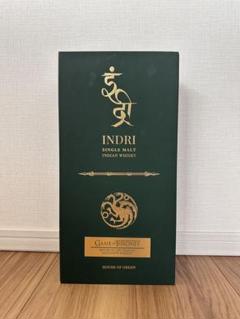 इंद्री
INDRI
SINGLE MALT
INDIAN WHISKY
GAME OF THRONES
HOUSE OF GREEN